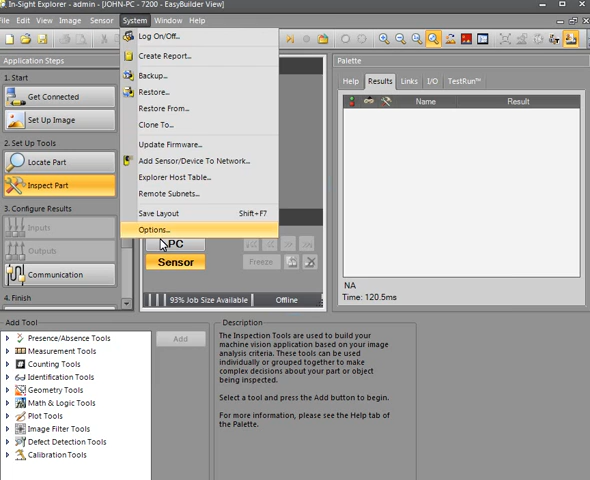 In-Sight Explorer - admin - [JOHN-PC - 7200 - EasyBuilder View]
File Edit View Image Sensor System Window Help
Application Steps
1. Start
Get Connected
Set Up Image
2. Set Up Tools
Locate Part
Inspect Part
3. Configure Results
Inputs
Outputs
Communication
4. Finish
Log On/Off...
Create Report...
Backup...
Restore...
Restore From...
Clone To...
Update Firmware...
Add Sensor/Device To Network...
Explorer Host Table...
Remote Subnets...
Save Layout Shift+F7
Options...
PC
Sensor
Freeze
93% Job Size Available Offline
Palette
Help Results Links I/O TestRun™
Name Result
NA
Time: 120.5ms
Add Tool
Presence/Absence Tools
Measurement Tools
Counting Tools
Identification Tools
Geometry Tools
Math & Logic Tools
Plot Tools
Image Filter Tools
Defect Detection Tools
Calibration Tools
Add
Description
The Inspection Tools are used to build your
machine vision application based on your image
analysis criteria. These tools can be used
individually or grouped together to make
complex decisions about your part or object
being inspected.
Select a tool and press the Add button to begin.
For more information, please see the Help tab of
the Palette.